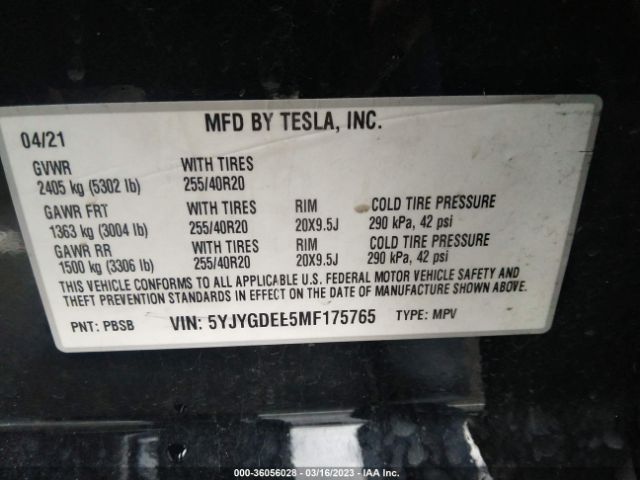 MFD BY TESLA, INC.
04/21
GVWR WITH TIRES
2405 kg (5302 lb) 255/40R20
GAWR FRT WITH TIRES RIM COLD TIRE PRESSURE
1363 kg (3004 lb) 255/40R20 20X9.5J 290 kPa, 42 psi
GAWR RR WITH TIRES RIM COLD TIRE PRESSURE
1500 kg (3306 lb) 255/40R20 20X9.5J 290 kPa, 42 psi
THIS VEHICLE CONFORMS TO ALL APPLICABLE U.S. FEDERAL MOTOR VEHICLE SAFETY AND
THEFT PREVENTION STANDARDS IN EFFECT ON THE DATE OF MANUFACTURE SHOWN ABOVE.
PNT: PBSB VIN: 5YJYGDEE5MF175765 TYPE: MPV
000-36056028 - 03/16/2023 - IAA Inc.